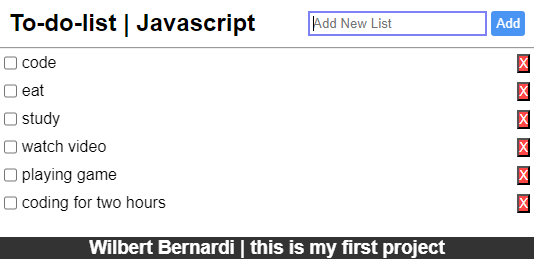 To-do-list | Javascript
Add New List
Add
code
X
eat
X
study
X
watch video
X
playing game
X
coding for two hours
X
Wilbert Bernardi | this is my first project